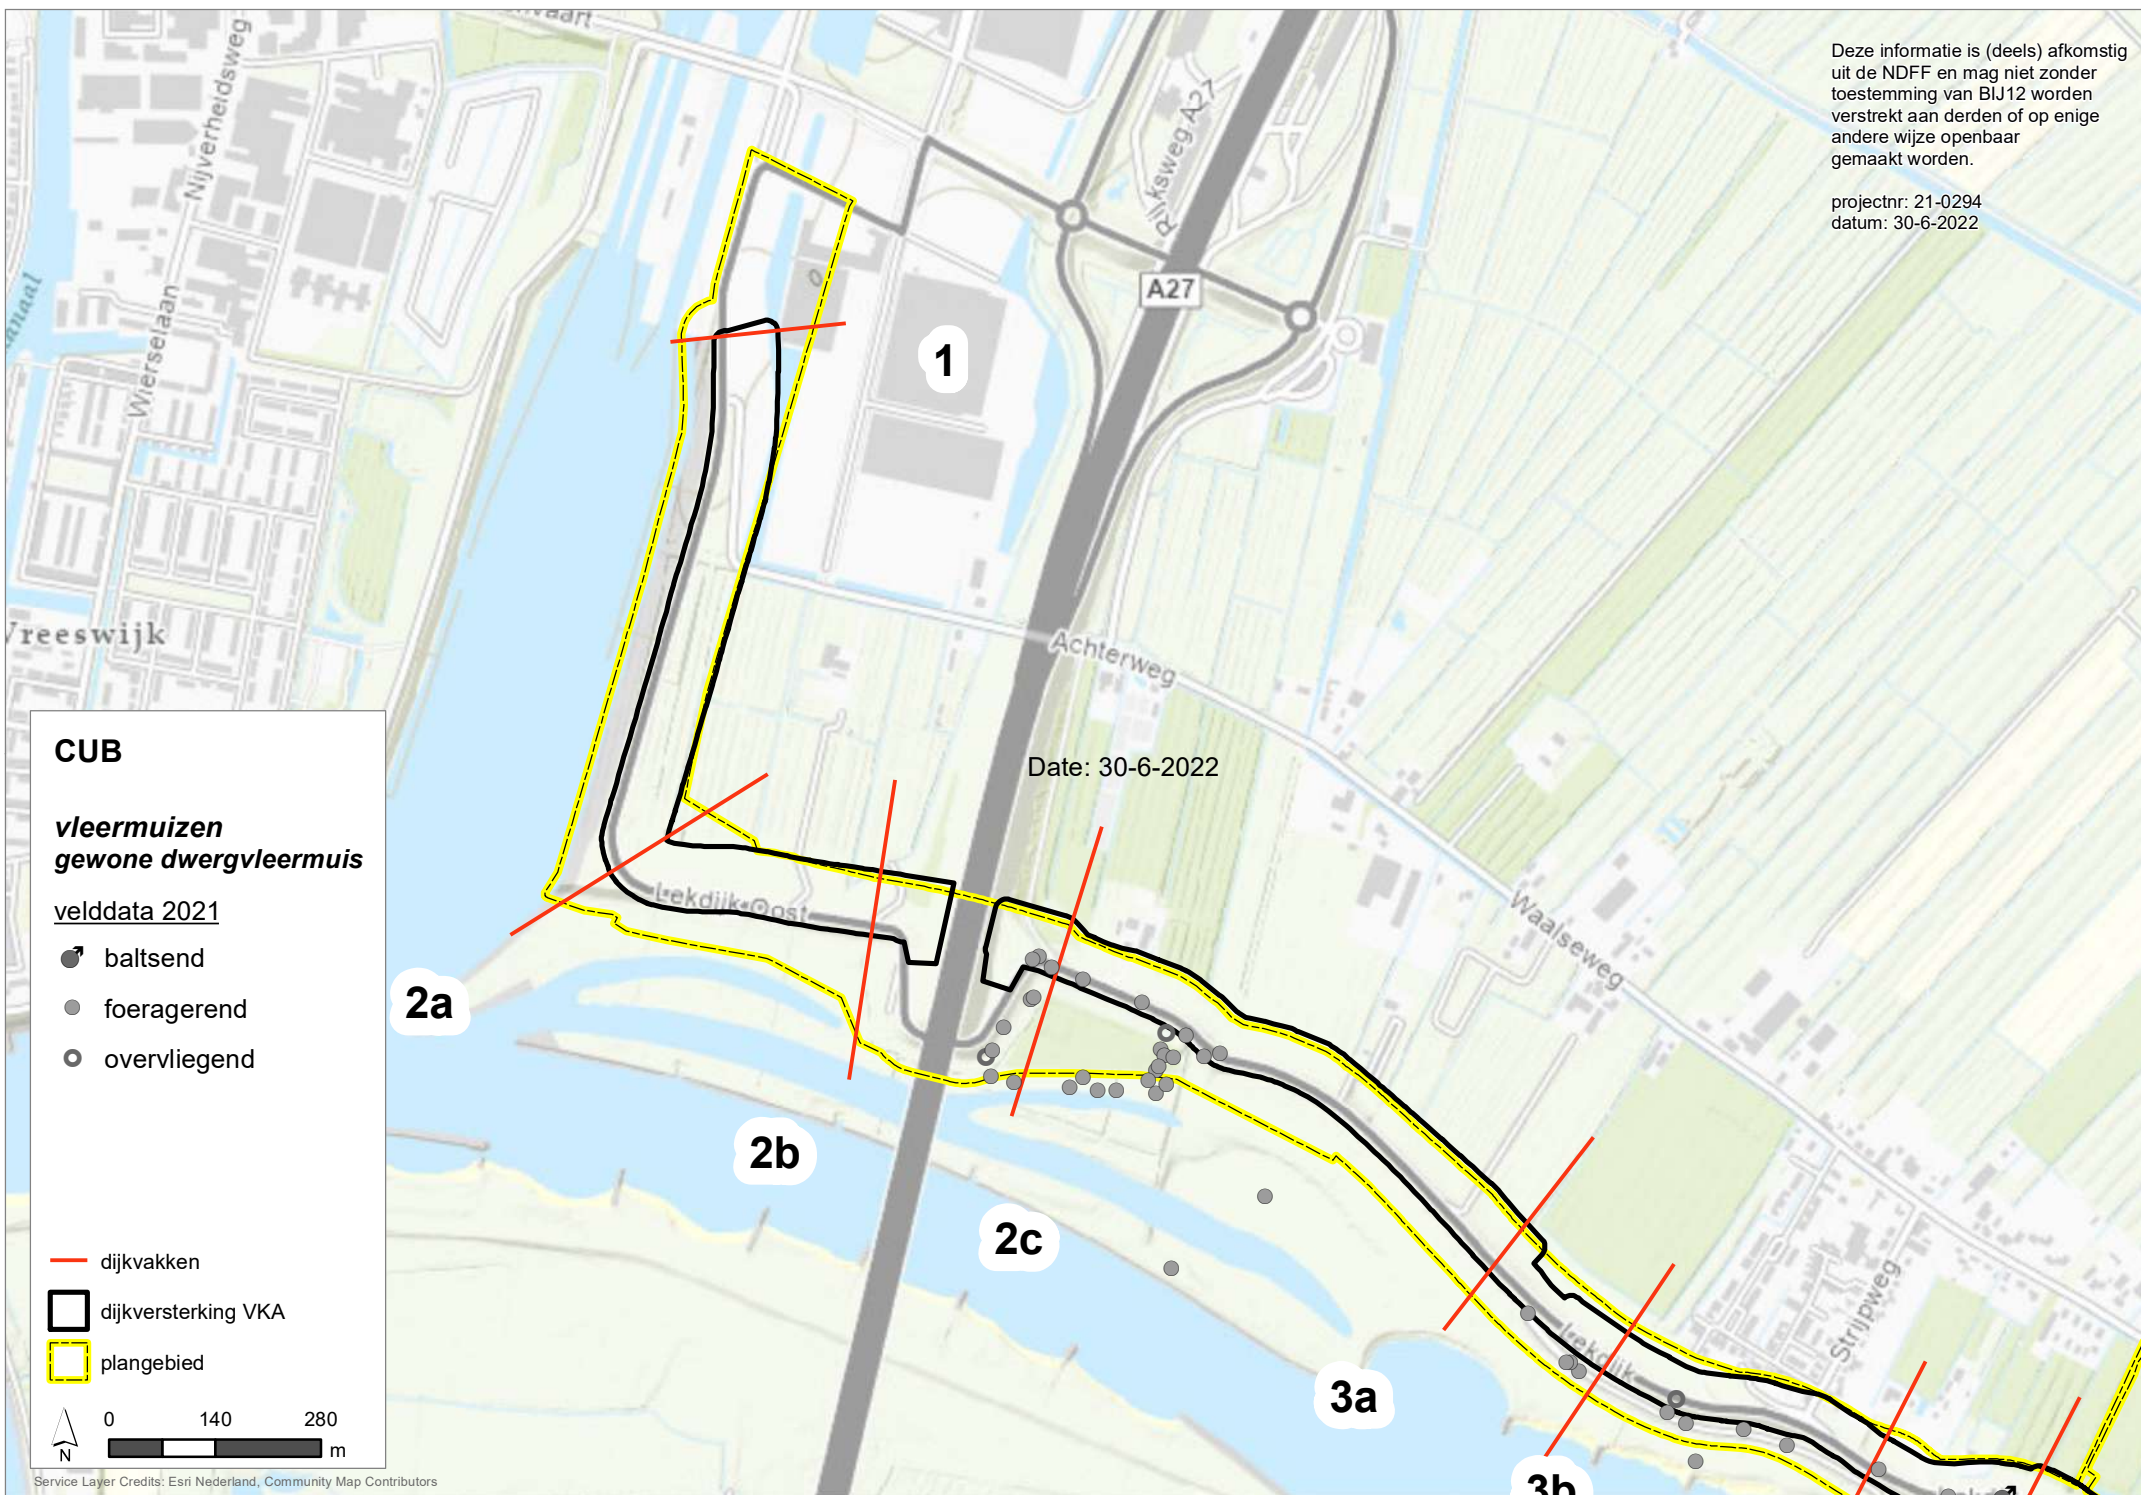 Deze informatie is (deels) afkomstig
uit de NDFF en mag niet zonder
toestemming van BIJ12 worden
verstrekt aan derden of op enige
andere wijze openbaar
gemaakt worden.
projectnr: 21-0294
datum: 30-6-2022
Nijverheidsweg
Rijksweg A27
A27
1
Wierselaan
Vreeswijk
Achterweg
Date: 30-6-2022
Waalseweg
Lekdijk-Oost
2a
2b
2c
3a
3b
Strijpweg
Lekdijk
CUB
vleermuizen
gewone dwergvleermuis
velddata 2021
baltsend
foeragerend
overvliegend
dijkvakken
dijkversterking VKA
plangebied
0 140 280
m
N
Service Layer Credits: Esri Nederland, Community Map Contributors